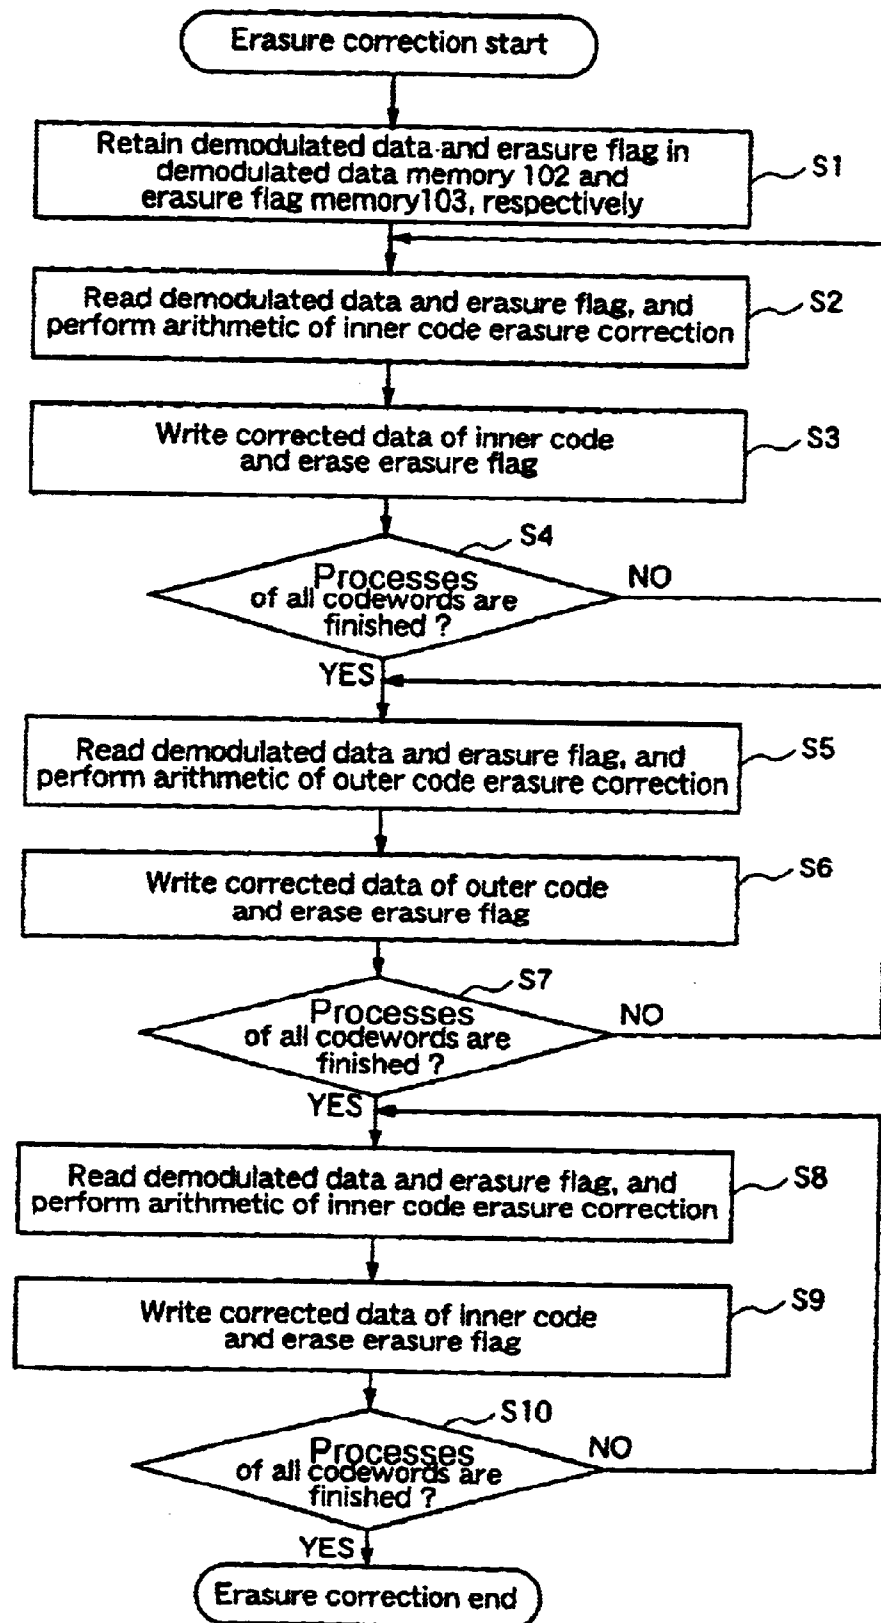 Erasure correction start
Retain demodulated data and erasure flag in
demodulated data memory 102 and
erasure flag memory103, respectively
S1
Read demodulated data and erasure flag, and
perform arithmetic of inner code erasure correction
S2
Write corrected data of inner code
and erase erasure flag
S3
S4
Processes
of all codewords are
finished ?
NO
YES
Read demodulated data and erasure flag, and
perform arithmetic of outer code erasure correction
S5
Write corrected data of outer code
and erase erasure flag
S6
S7
Processes
of all codewords are
finished ?
NO
YES
Read demodulated data and erasure flag, and
perform arithmetic of inner code erasure correction
S8
Write corrected data of inner code
and erase erasure flag
S9
S10
Processes
of all codewords are
finished ?
NO
YES
Erasure correction end